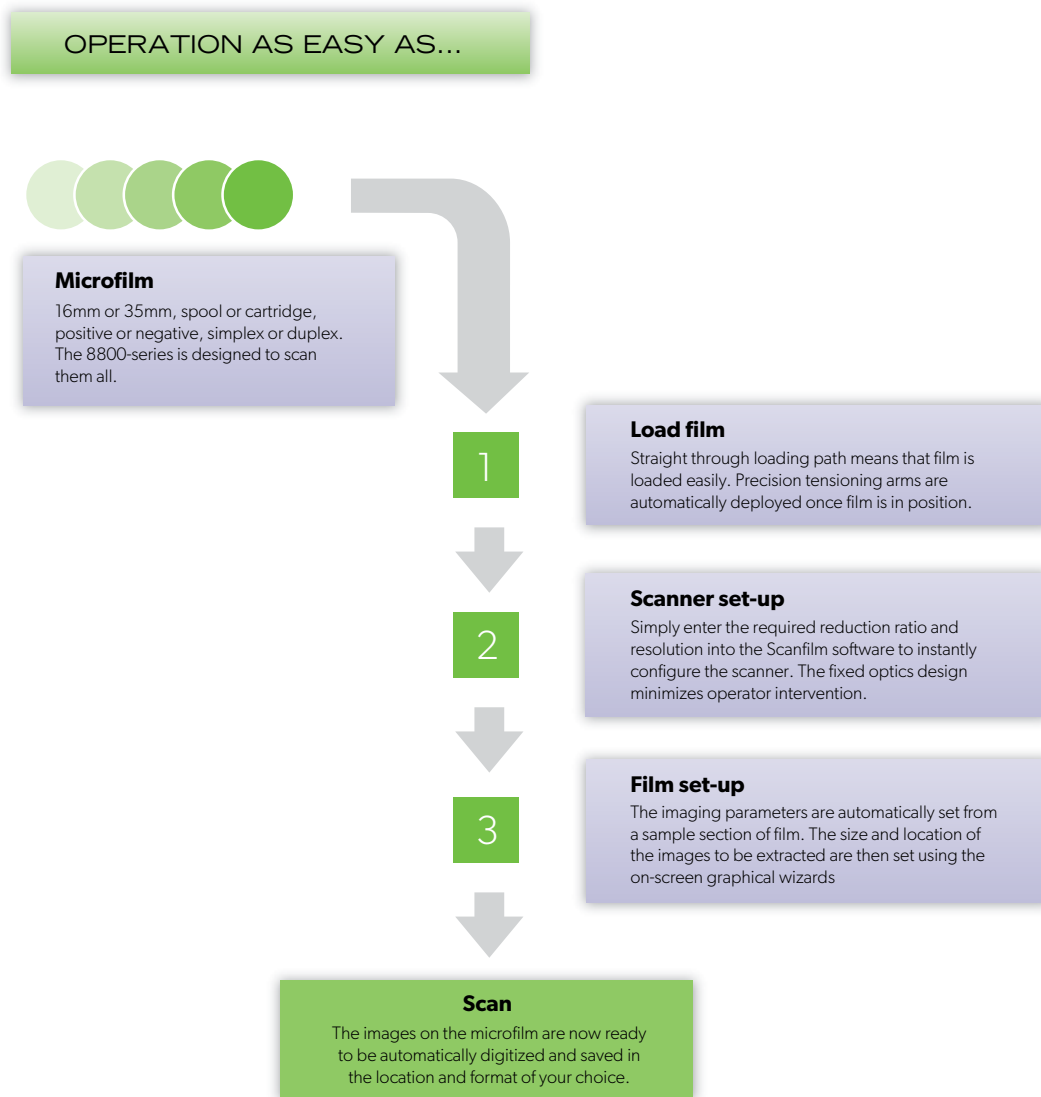 OPERATION AS EASY AS...
Microfilm
16mm or 35mm, spool or cartridge,
positive or negative, simplex or duplex.
The 8800-series is designed to scan
them all.
1
Load film
Straight through loading path means that film is
loaded easily. Precision tensioning arms are
automatically deployed once film is in position.
2
Scanner set-up
Simply enter the required reduction ratio and
resolution into the Scanfilm software to instantly
configure the scanner. The fixed optics design
minimizes operator intervention.
3
Film set-up
The imaging parameters are automatically set from
a sample section of film. The size and location of
the images to be extracted are then set using the
on-screen graphical wizards
Scan
The images on the microfilm are now ready
to be automatically digitized and saved in
the location and format of your choice.